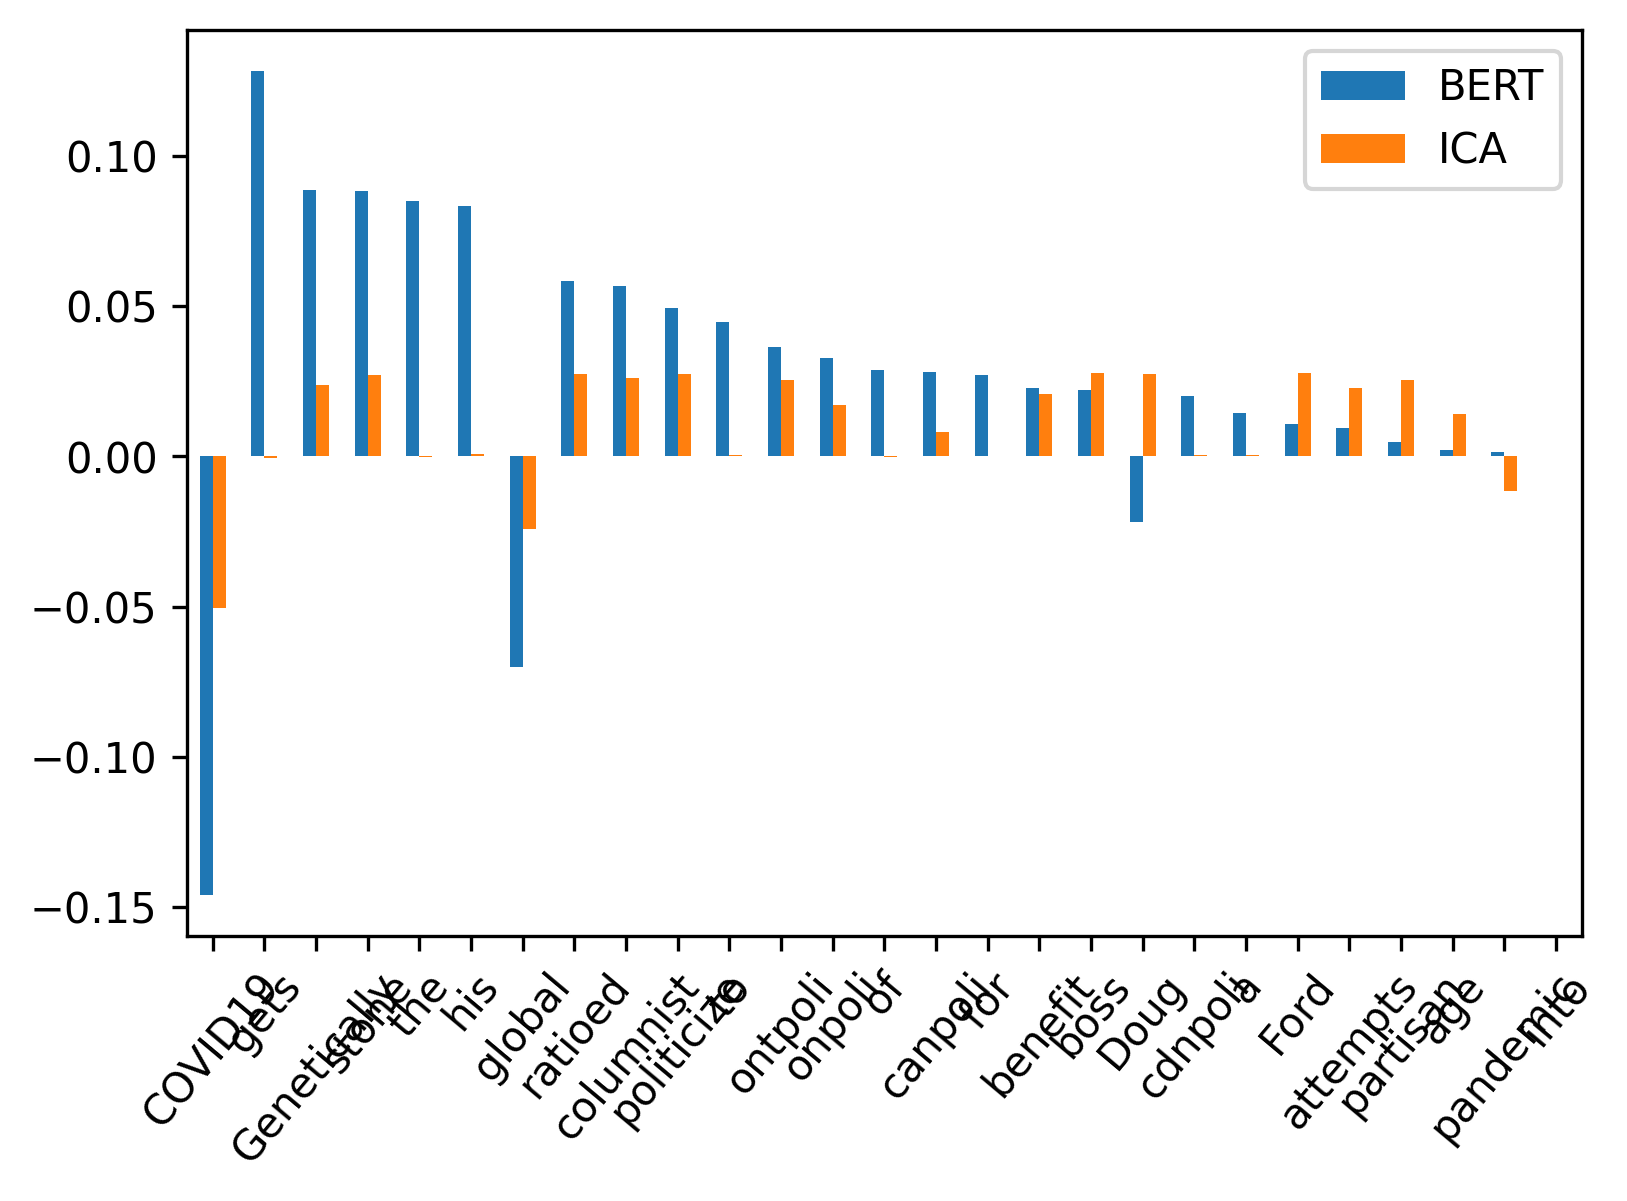 BERT
ICA
0.10
0.05
0.00
−0.05
−0.10
−0.15
COVID19
gets
Genetically
stone
the
his
global
ratioed
columnist
politicize
to
ontpoli
onpoli
of
canpoli
for
benefit
boss
Doug
cdnpoli
a
Ford
attempts
partisan
age
pandemic
into